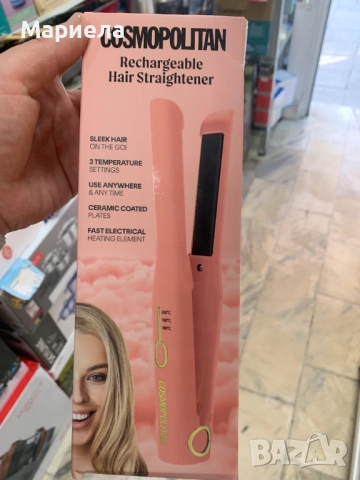 Мариела
COSMOPOLITAN
Rechargeable
Hair Straightener
SLEEK HAIR
ON THE GO!
3 TEMPERATURE
SETTINGS
USE ANYWHERE
& ANY TIME
CERAMIC COATED
PLATES
FAST ELECTRICAL
HEATING ELEMENT
COSMOPOLITAN
BAZAR